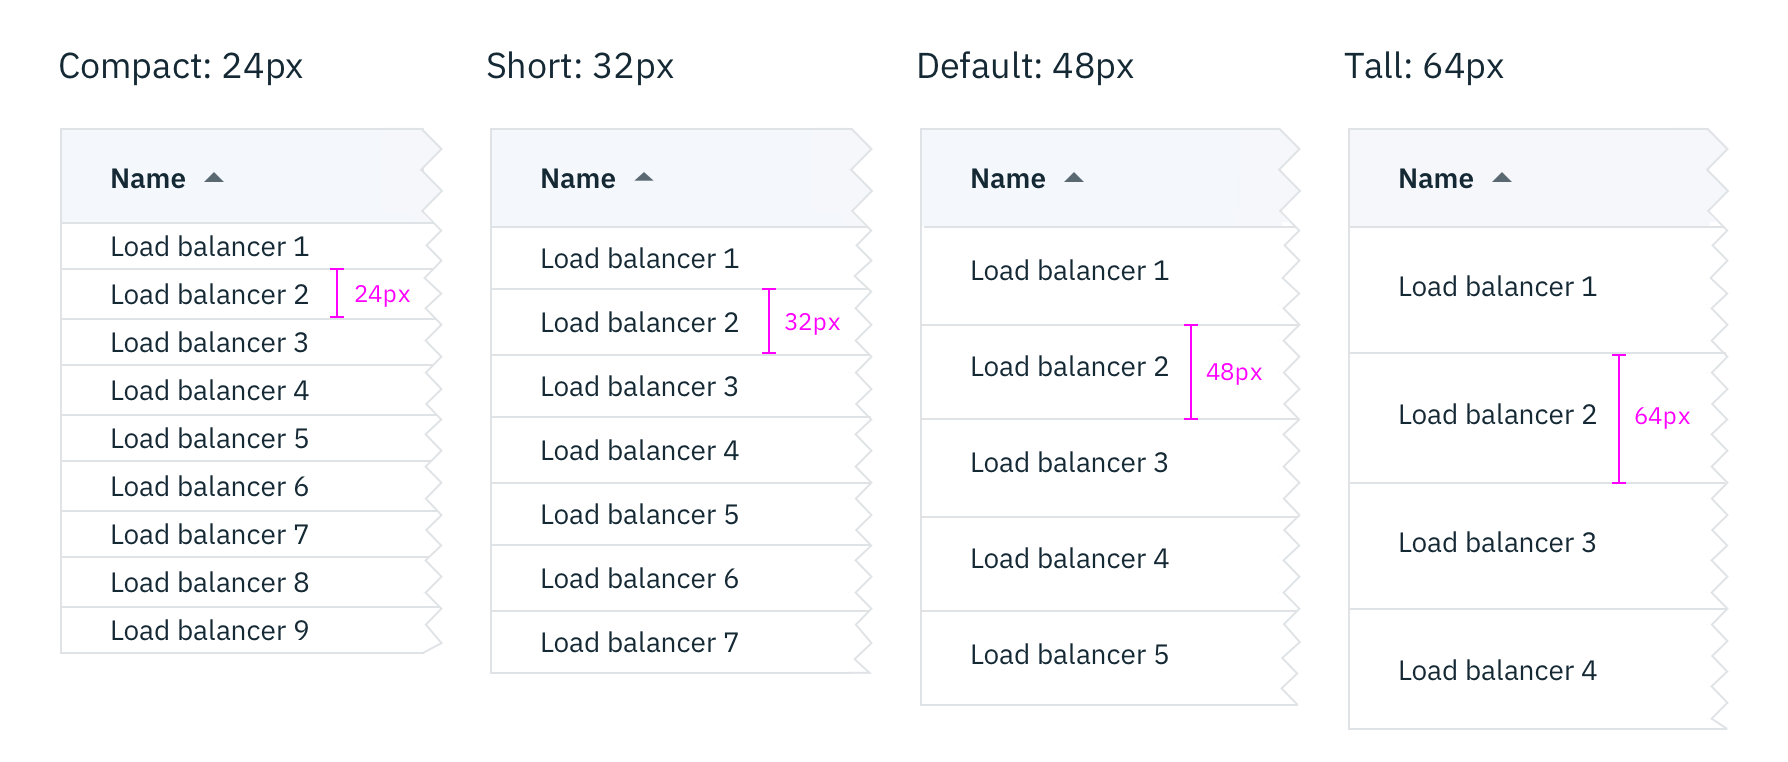 Compact: 24px
Name
Load balancer 1
Load balancer 2
24px
Load balancer 3
Load balancer 4
Load balancer 5
Load balancer 6
Load balancer 7
Load balancer 8
Load balancer 9
Short: 32px
Name
Load balancer 1
Load balancer 2
32px
Load balancer 3
Load balancer 4
Load balancer 5
Load balancer 6
Load balancer 7
Default: 48px
Name
Load balancer 1
Load balancer 2
48px
Load balancer 3
Load balancer 4
Load balancer 5
Tall: 64px
Name
Load balancer 1
Load balancer 2
64px
Load balancer 3
Load balancer 4